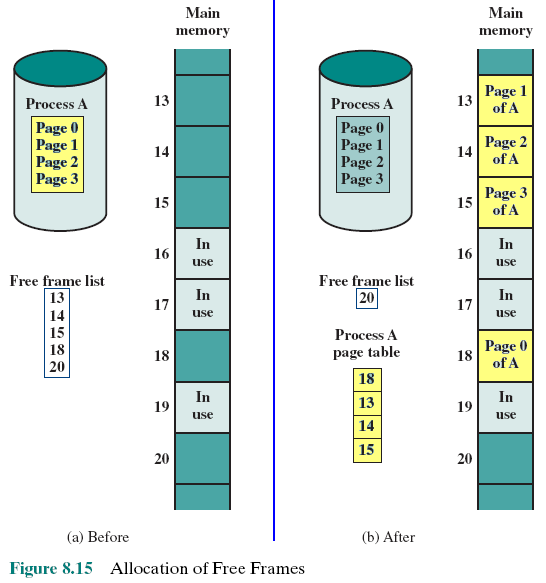 Main
memory
Process A
Page 0
Page 1
Page 2
Page 3
13
14
15
16
In
use
17
In
use
18
19
In
use
20
Free frame list
13
14
15
18
20
(a) Before
Main
memory
Process A
Page 0
Page 1
Page 2
Page 3
Free frame list
20
Process A
page table
18
13
14
15
13
Page 1
of A
14
Page 2
of A
15
Page 3
of A
16
In
use
17
In
use
18
Page 0
of A
19
In
use
20
(b) After
Figure 8.15 Allocation of Free Frames